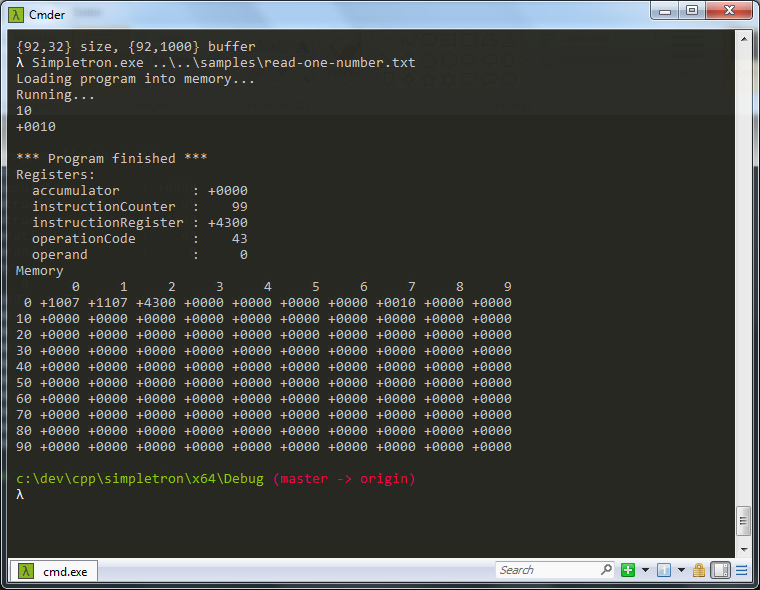 Cmder
{92,32} size, {92,1000} buffer
λ Simpletron.exe ..\..\samples\read-one-number.txt
Loading program into memory...
Running...
10
+0010
*** Program finished ***
Registers:
accumulator : +0000
instructionCounter : 99
instructionRegister : +4300
operationCode : 43
operand : 0
Memory
0 1 2 3 4 5 6 7 8 9
0 +1007 +1107 +4300 +0000 +0000 +0000 +0000 +0010 +0000 +0000
10 +0000 +0000 +0000 +0000 +0000 +0000 +0000 +0000 +0000 +0000
20 +0000 +0000 +0000 +0000 +0000 +0000 +0000 +0000 +0000 +0000
30 +0000 +0000 +0000 +0000 +0000 +0000 +0000 +0000 +0000 +0000
40 +0000 +0000 +0000 +0000 +0000 +0000 +0000 +0000 +0000 +0000
50 +0000 +0000 +0000 +0000 +0000 +0000 +0000 +0000 +0000 +0000
60 +0000 +0000 +0000 +0000 +0000 +0000 +0000 +0000 +0000 +0000
70 +0000 +0000 +0000 +0000 +0000 +0000 +0000 +0000 +0000 +0000
80 +0000 +0000 +0000 +0000 +0000 +0000 +0000 +0000 +0000 +0000
90 +0000 +0000 +0000 +0000 +0000 +0000 +0000 +0000 +0000 +0000
c:\dev\cpp\simpletron\x64\Debug (master -> origin)
λ
λ cmd.exe
Search